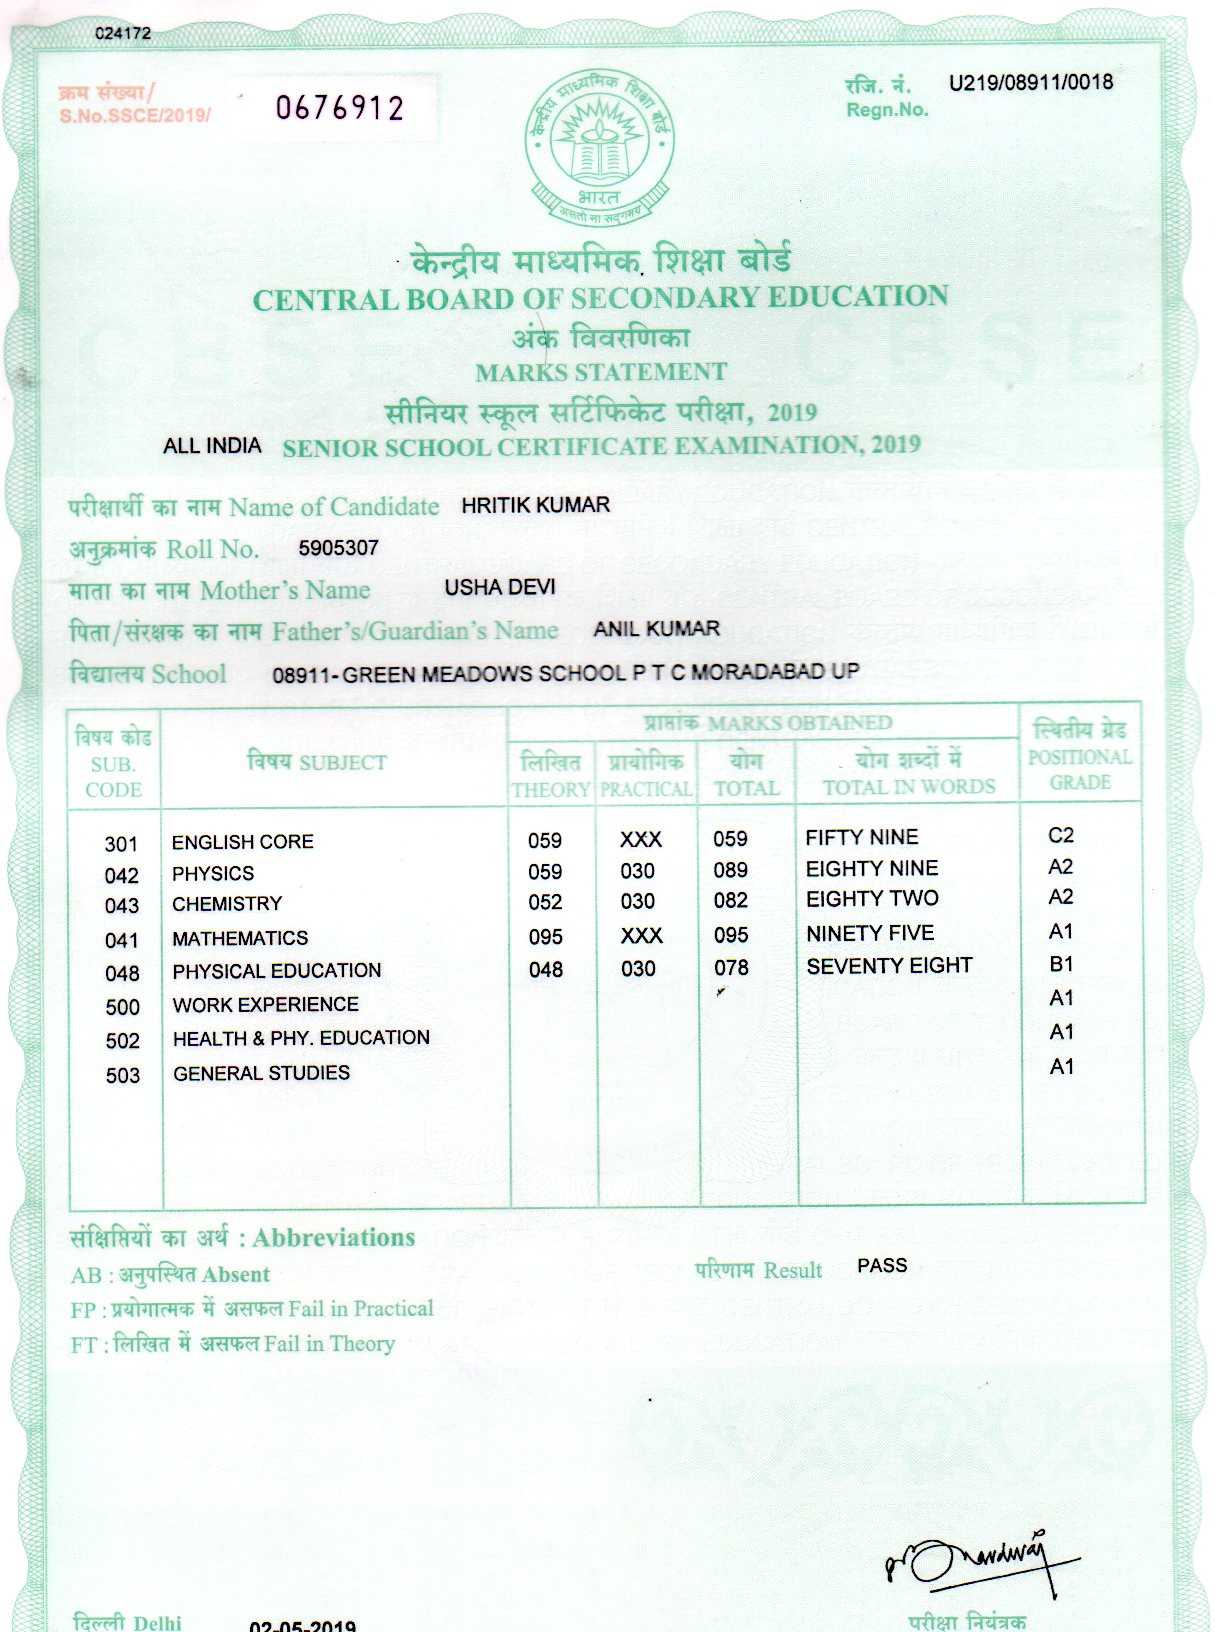 024172
क्रम संख्या/
S.No.SSCE/2019/ 0676912
रजि. नं. U219/08911/0018
Regn.No.
केन्द्रीय माध्यमिक शिक्षा बोर्ड
भारत
असतो मा सद्गमय
केन्द्रीय माध्यमिक शिक्षा बोर्ड
CENTRAL BOARD OF SECONDARY EDUCATION
अंक विवरणिका
MARKS STATEMENT
सीनियर स्कूल सर्टिफिकेट परीक्षा, 2019
ALL INDIA SENIOR SCHOOL CERTIFICATE EXAMINATION, 2019
परीक्षार्थी का नाम Name of Candidate HRITIK KUMAR
अनुक्रमांक Roll No. 5905307
माता का नाम Mother's Name USHA DEVI
पिता/संरक्षक का नाम Father's/Guardian's Name ANIL KUMAR
विद्यालय School 08911- GREEN MEADOWS SCHOOL P T C MORADABAD UP
विषय कोड SUB. CODE विषय SUBJECT प्राप्तांक MARKS OBTAINED स्थितीय ग्रेड POSITIONAL GRADE
लिखित THEORY प्रायोगिक PRACTICAL योग TOTAL योग शब्दों में TOTAL IN WORDS
301 ENGLISH CORE 059 XXX 059 FIFTY NINE C2
042 PHYSICS 059 030 089 EIGHTY NINE A2
043 CHEMISTRY 052 030 082 EIGHTY TWO A2
041 MATHEMATICS 095 XXX 095 NINETY FIVE A1
048 PHYSICAL EDUCATION 048 030 078 SEVENTY EIGHT B1
500 WORK EXPERIENCE A1
502 HEALTH & PHY. EDUCATION A1
503 GENERAL STUDIES A1
संक्षिप्तियों का अर्थ : Abbreviations
AB : अनुपस्थित Absent
परिणाम Result PASS
FP : प्रयोगात्मक में असफल Fail in Practical
FT : लिखित में असफल Fail in Theory
दिल्ली Delhi 02-05-2019
परीक्षा नियंत्रक